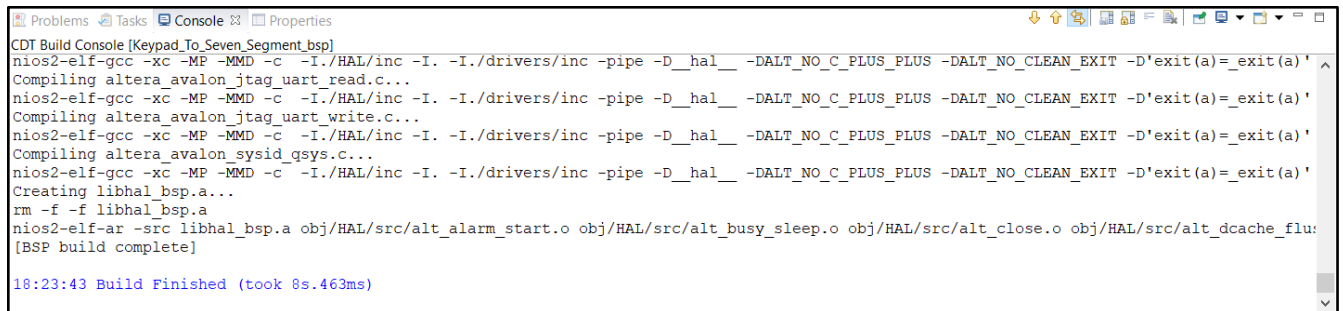 Problems Tasks Console Properties
CDT Build Console [Keypad_To_Seven_Segment_bsp]
nios2-elf-gcc -xc -MP -MMD -c  -I./HAL/inc -I. -I./drivers/inc -pipe -D__hal__ -DALT_NO_C_PLUS_PLUS -DALT_NO_CLEAN_EXIT -D'exit(a)=_exit(a)'
Compiling altera_avalon_jtag_uart_read.c...
nios2-elf-gcc -xc -MP -MMD -c  -I./HAL/inc -I. -I./drivers/inc -pipe -D__hal__ -DALT_NO_C_PLUS_PLUS -DALT_NO_CLEAN_EXIT -D'exit(a)=_exit(a)'
Compiling altera_avalon_jtag_uart_write.c...
nios2-elf-gcc -xc -MP -MMD -c  -I./HAL/inc -I. -I./drivers/inc -pipe -D__hal__ -DALT_NO_C_PLUS_PLUS -DALT_NO_CLEAN_EXIT -D'exit(a)=_exit(a)'
Compiling altera_avalon_sysid_qsys.c...
nios2-elf-gcc -xc -MP -MMD -c  -I./HAL/inc -I. -I./drivers/inc -pipe -D__hal__ -DALT_NO_C_PLUS_PLUS -DALT_NO_CLEAN_EXIT -D'exit(a)=_exit(a)'
Creating libhal_bsp.a...
rm -f -f libhal_bsp.a
nios2-elf-ar -src libhal_bsp.a obj/HAL/src/alt_alarm_start.o obj/HAL/src/alt_busy_sleep.o obj/HAL/src/alt_close.o obj/HAL/src/alt_dcache_flus
[BSP build complete]
18:23:43 Build Finished (took 8s.463ms)